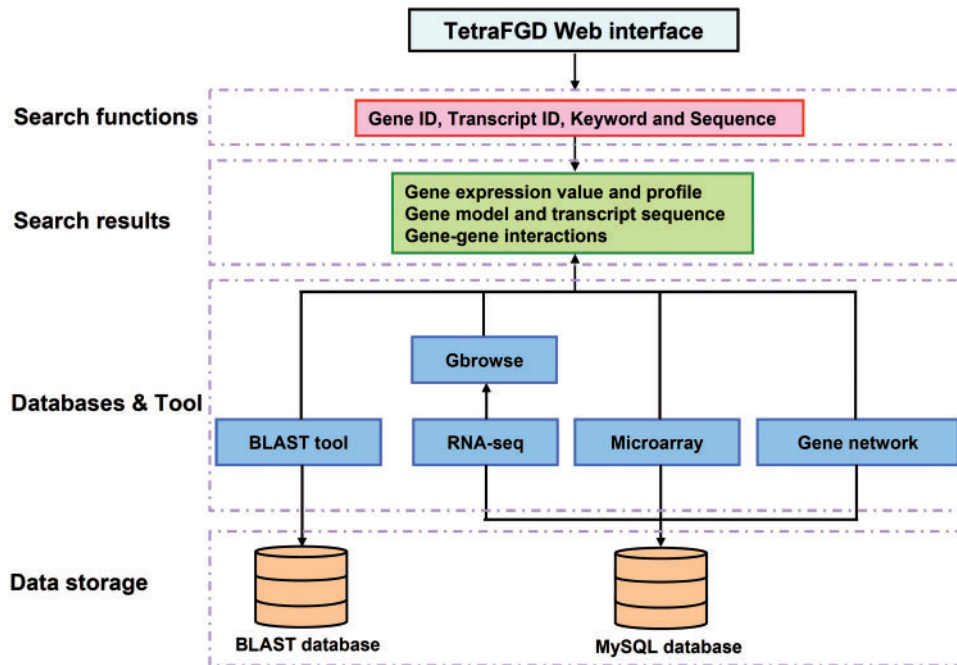 TetraFGD Web interface
Search functions
Gene ID, Transcript ID, Keyword and Sequence
Search results
Gene expression value and profile
Gene model and transcript sequence
Gene-gene interactions
Databases & Tool
Gbrowse
BLAST tool
RNA-seq
Microarray
Gene network
Data storage
BLAST database
MySQL database